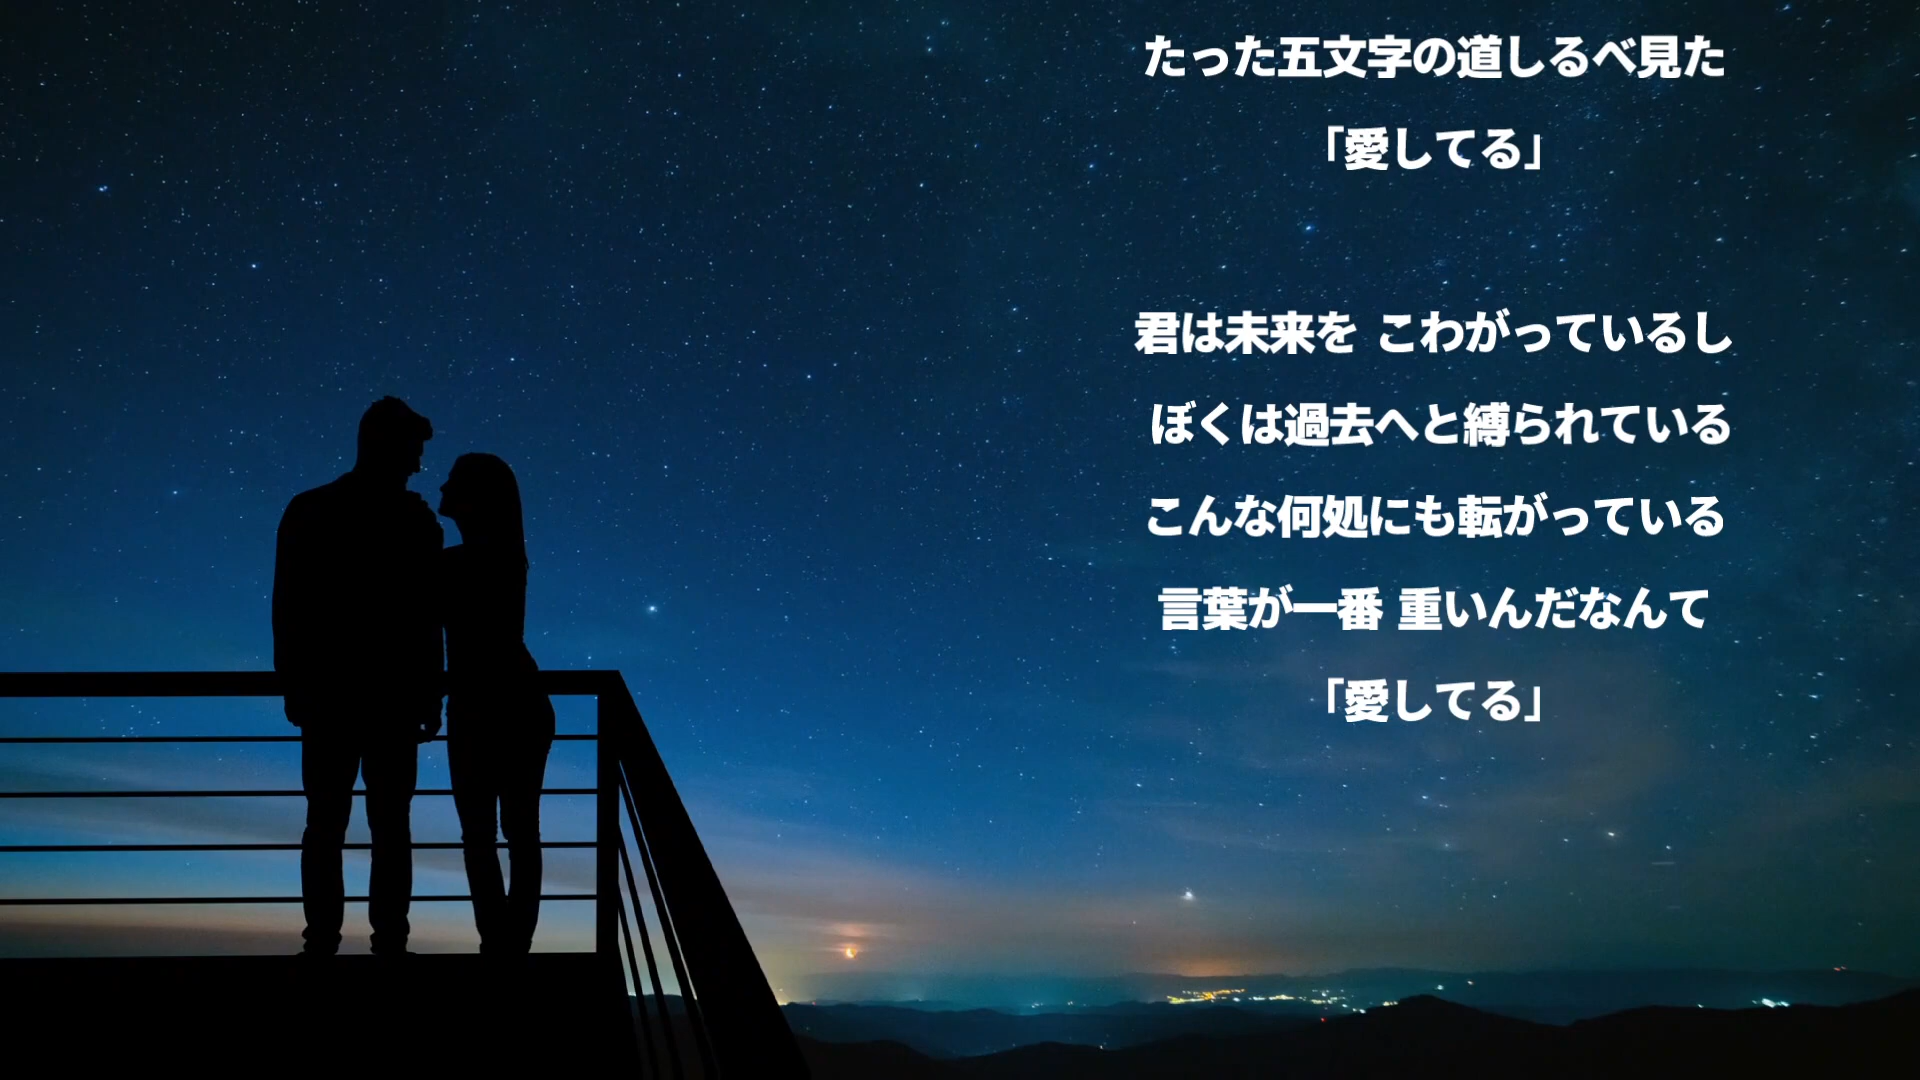 たった五文字の道しるべ見た
「愛してる」
君は未来を こわがっているし
ぼくは過去へと縛られている
こんな何処にも転がっている
言葉が一番 重いんだなんて
「愛してる」